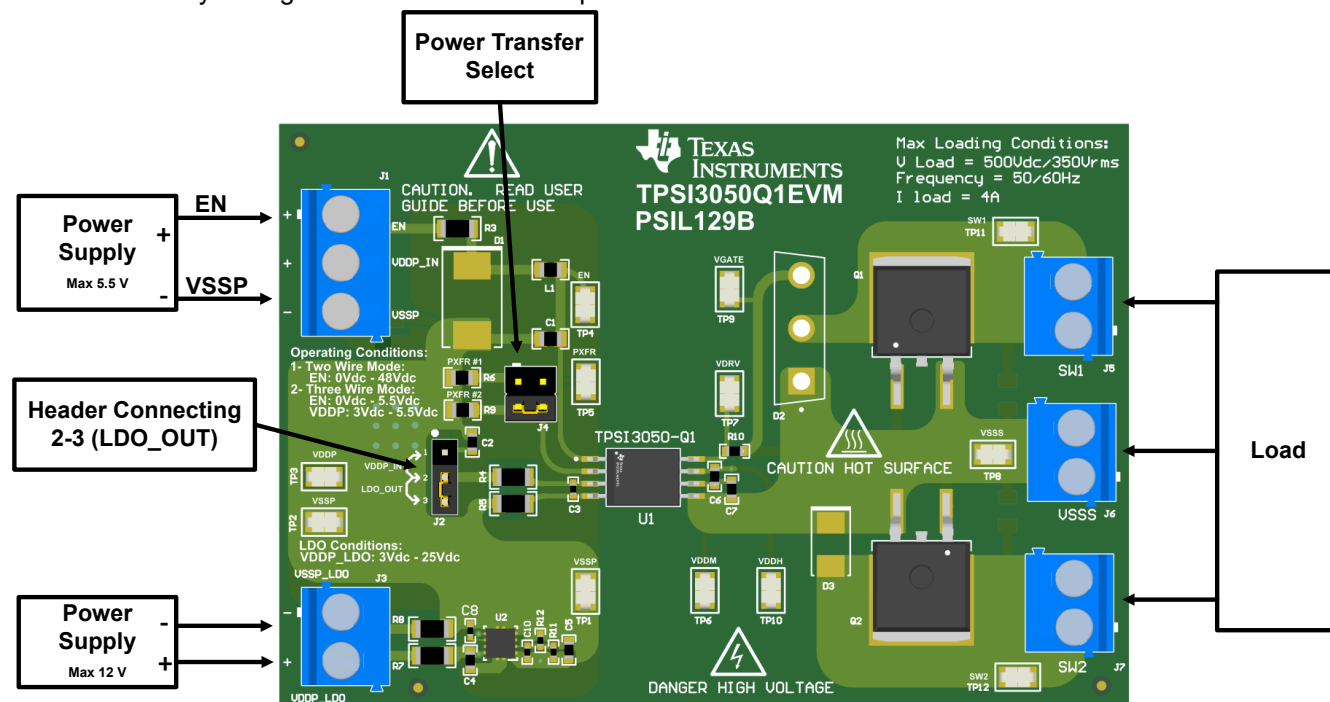 Power Transfer
Select
Power
Supply
Max 5.5 V
+
-
EN
VSSP
Header Connecting
2-3 (LDO_OUT)
Power
Supply
Max 12 V
-
+
Load
TEXAS
INSTRUMENTS
TPSI3050Q1EVM
PSIL129B
Max Loading Conditions:
V Load = 500Vdc/350Vrms
Frequency = 50/60Hz
I load = 4A
CAUTION. READ USER
GUIDE BEFORE USE
J1
+
EN
+
VDDP_IN
-
VSSP
R3
D1
L1
C1
EN
TP4
PXFR
TP5
Operating Conditions:
1- Two Wire Mode:
EN: 0Vdc - 48Vdc
2- Three Wire Mode:
EN: 0Vdc - 5.5Vdc
VDDP: 3Vdc - 5.5Vdc
PXFR #1
R6
PXFR #2
R9
J4
C2
VDDP_IN
LDO_OUT
1
2
3
J2
VDDP
TP3
VSSP
TP2
R4
R5
C3
TPSI3050-Q1
U1
LDO Conditions:
VDDP_LDO: 3Vdc - 25Vdc
VSSP_LDO
J3
-
+
VDDP_LDO
R8
R7
C8
C4
U2
C10
R12
R11
C5
VSSP
TP1
VGATE
TP9
VDRV
TP7
R10
C6
C7
D2
CAUTION HOT SURFACE
VDDM
TP6
VDDH
TP10
D3
DANGER HIGH VOLTAGE
Q1
Q2
SW1
TP11
SW1
J5
VSSS
TP8
VSSS
J6
SW2
J7
SW2
TP12